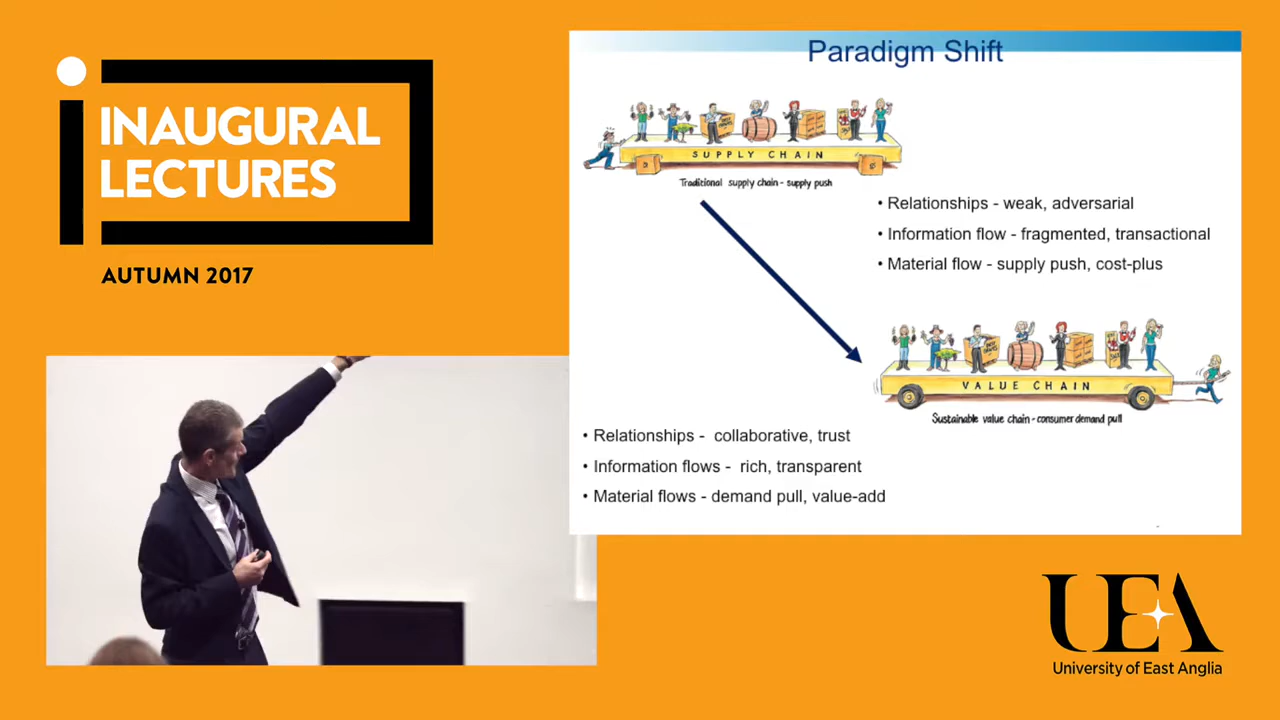 INAUGURAL
LECTURES
AUTUMN 2017
Paradigm Shift
SUPPLY CHAIN
Traditional supply chain - supply push
• Relationships - weak, adversarial
• Information flow - fragmented, transactional
• Material flow - supply push, cost-plus
VALUE CHAIN
Sustainable value chain - consumer demand pull
• Relationships - collaborative, trust
• Information flows - rich, transparent
• Material flows - demand pull, value-add
UEA
University of East Anglia